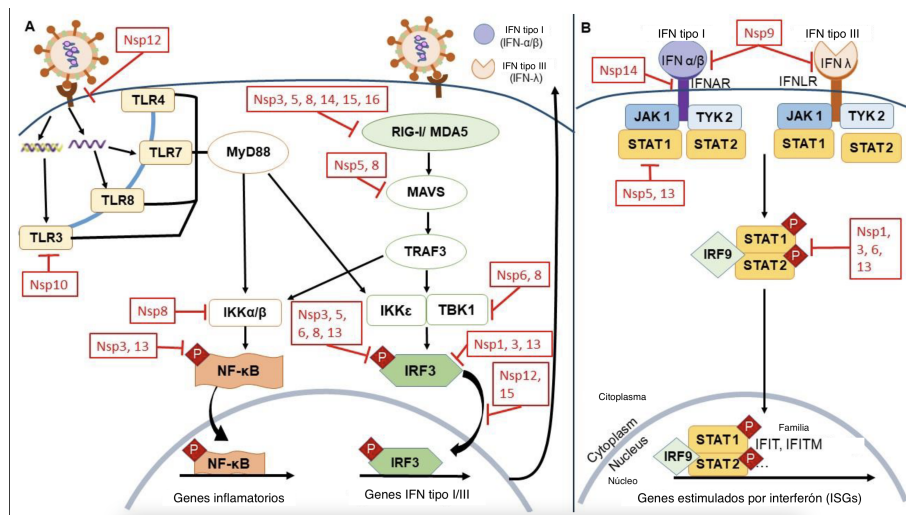 A
Nsp12
IFN tipo I
(IFN-α/β)
IFN tipo III
(IFN-λ)
TLR4
TLR7
TLR8
TLR3
Nsp10
MyD88
Nsp3, 5, 8, 14, 15, 16
RIG-I/ MDA5
Nsp5, 8
MAVS
TRAF3
Nsp8
IKKα/β
Nsp3, 5,
6, 8, 13
IKKε
TBK1
Nsp6, 8
Nsp3, 13
P
NF-κB
P
IRF3
Nsp1, 3, 13
Nsp12,
15
P
NF-κB
Genes inflamatorios
P
IRF3
Genes IFN tipo I/III
B
IFN tipo I
Nsp9
IFN tipo III
Nsp14
IFN α/β
IFNAR
IFN λ
IFNLR
JAK 1
TYK 2
STAT1
STAT2
JAK 1
TYK 2
STAT1
STAT2
Nsp5, 13
IRF9
STAT1
P
STAT2
P
Nsp1,
3, 6,
13
Citoplasma
Cytoplasm
Nucleus
Núcleo
IRF9
STAT1
P
STAT2
P
Familia
IFIT, IFITM
...
Genes estimulados por interferón (ISGs)